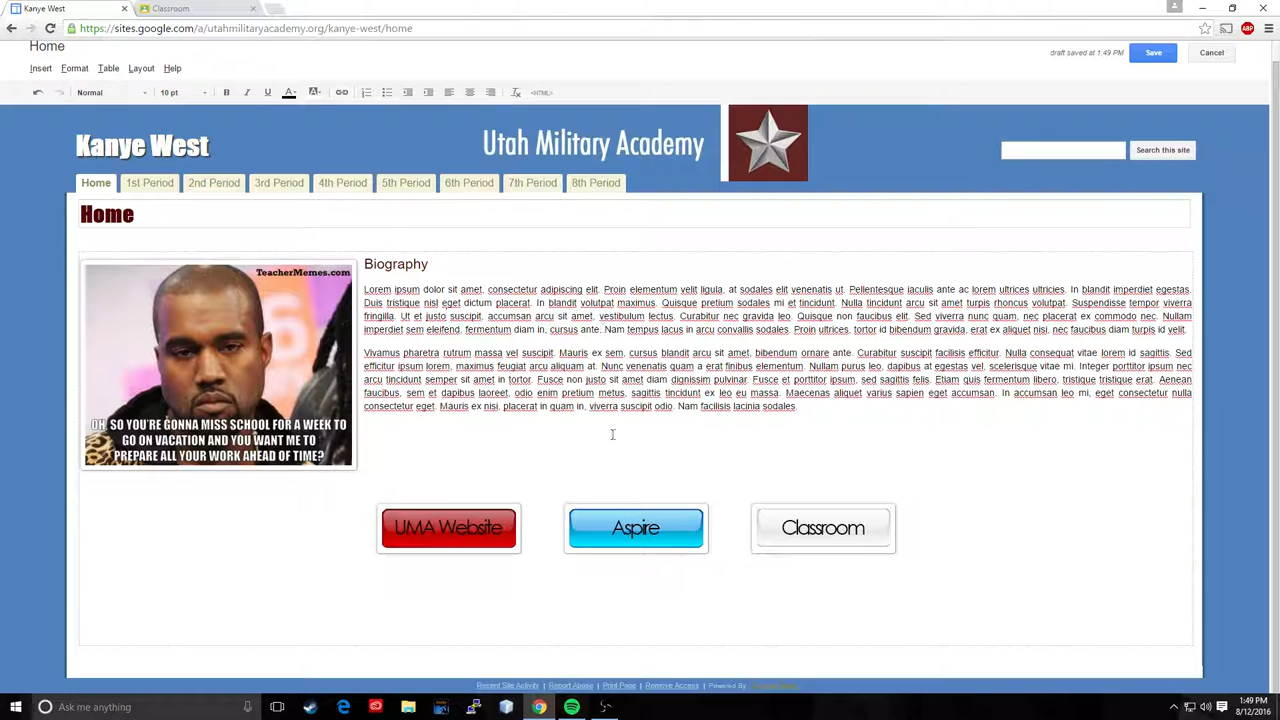 Kanye West
Classroom
https://sites.google.com/a/utahmilitaryacademy.org/kanye-west/home
Home
draft saved at 1:49 PM
Save
Cancel
Insert Format Table Layout Help
Normal 10 pt B I U A A <HTML>
Kanye West
Utah Military Academy
Search this site
Home 1st Period 2nd Period 3rd Period 4th Period 5th Period 6th Period 7th Period 8th Period
Home
TeacherMemes.com
OH, SO YOU'RE GONNA MISS SCHOOL FOR A WEEK TO
GO ON VACATION AND YOU WANT ME TO
PREPARE ALL YOUR WORK AHEAD OF TIME?
Biography
Lorem ipsum dolor sit amet, consectetur adipiscing elit. Proin elementum velit ligula, at sodales elit venenatis ut. Pellentesque iaculis ante ac lorem ultrices ultricies. In blandit imperdiet egestas.
Duis tristique nisl eget dictum placerat. In blandit volutpat maximus. Quisque pretium sodales mi et tincidunt. Nulla tincidunt arcu sit amet turpis rhoncus volutpat. Suspendisse tempor viverra
fringilla. Ut et justo suscipit, accumsan arcu sit amet, vestibulum lectus. Curabitur nec gravida leo. Quisque non faucibus elit. Sed viverra nunc quam, nec placerat ex commodo nec. Nullam
imperdiet sem eleifend, fermentum diam in, cursus ante. Nam tempus lacus in arcu convallis sodales. Proin ultrices, tortor id bibendum gravida, erat ex aliquet nisi, nec faucibus diam turpis id velit.
Vivamus pharetra rutrum massa vel suscipit. Mauris ex sem, cursus blandit arcu sit amet, bibendum ornare ante. Curabitur suscipit facilisis efficitur. Nulla consequat vitae lorem id sagittis. Sed
efficitur ipsum lorem, maximus feugiat arcu aliquam at. Nunc venenatis quam a erat finibus elementum. Nullam purus leo, dapibus at egestas vel, scelerisque vitae mi. Integer porttitor ipsum ac
arcu tincidunt semper sit amet in tortor. Fusce non justo sit amet diam dignissim pulvinar. Fusce et porttitor ipsum, sed sagittis felis. Etiam quis fermentum libero, tristique tristique erat. Aenean
faucibus, sem et dapibus laoreet, odio enim pretium metus, sagittis tincidunt ex leo eu massa. Maecenas aliquet varius sapien eget accumsan. In accumsan leo mi, eget consectetur nulla
consectetur eget. Mauris ex nisi, placerat in quam in, viverra suscipit odio. Nam facilisis lacinia sodales.
UMA Website
Aspire
Classroom
Recent Site Activity | Report Abuse | Print Page | Remove Access | Powered By
Ask me anything
1:49 PM
8/12/2016